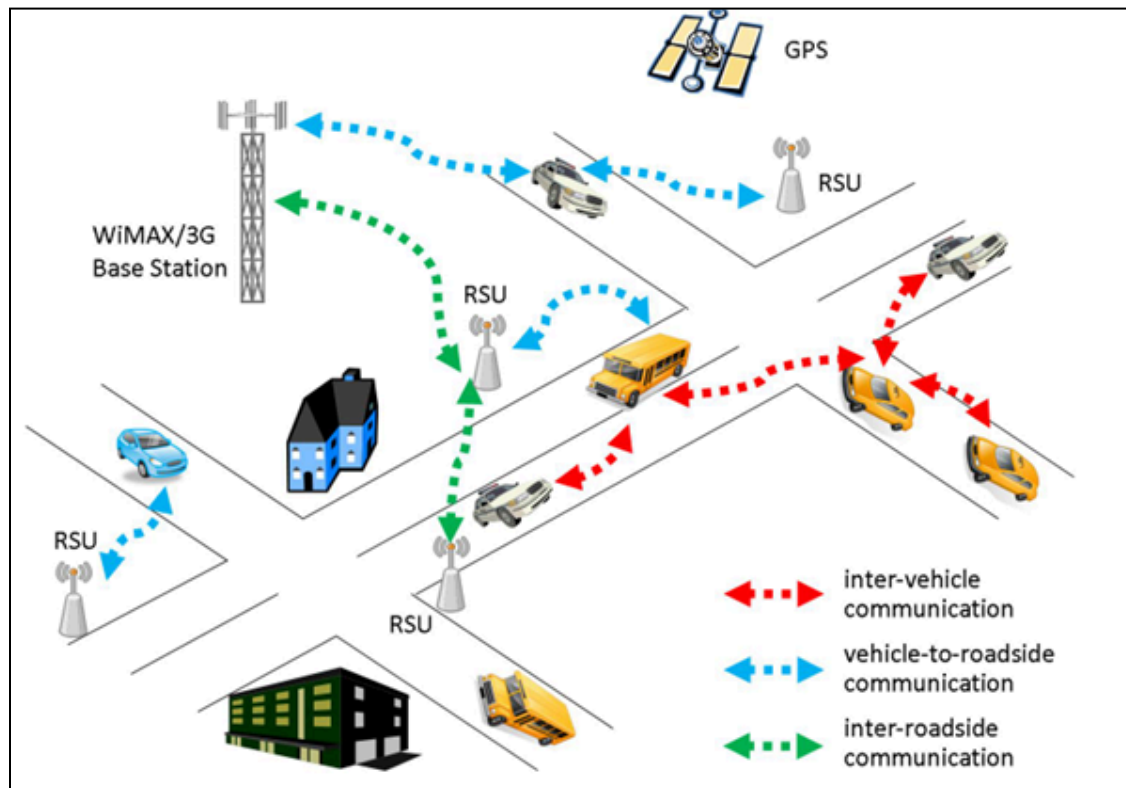 GPS
RSU
WiMAX/3G
Base Station
RSU
RSU
RSU
inter-vehicle
communication
vehicle-to-roadside
communication
inter-roadside
communication